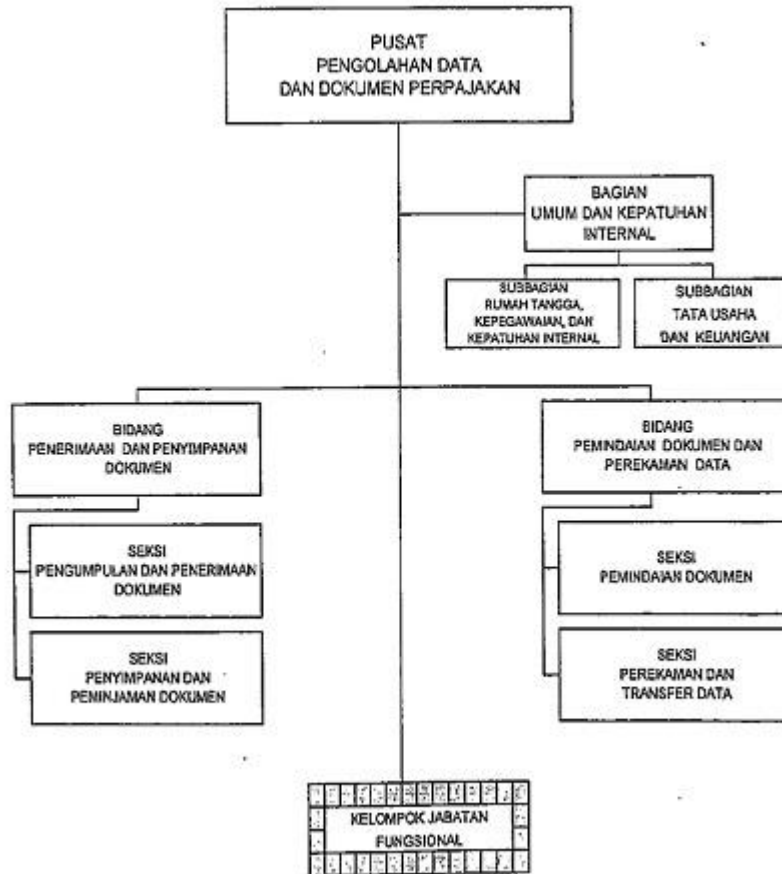 PUSAT
PENGOLAHAN DATA
DAN DOKUMEN PERPAJAKAN
BAGIAN
UMUM DAN KEPATUHAN
INTERNAL
SUBBAGIAN
RUMAH TANGGA,
KEPEGAWAIAN, DAN
KEPATUHAN INTERNAL
SUBBAGIAN
TATA USAHA
DAN KEUANGAN
BIDANG
PENERIMAAN DAN PENYIMPANAN
DOKUMEN
SEKSI
PENGUMPULAN DAN PENERIMAAN
DOKUMEN
SEKSI
PENYIMPANAN DAN
PEMINJAMAN DOKUMEN
BIDANG
PEMINDAIAN DOKUMEN DAN
PEREKAMAN DATA
SEKSI
PEMINDAIAN DOKUMEN
SEKSI
PEREKAMAN DAN
TRANSFER DATA
KELOMPOK JABATAN
FUNGSIONAL